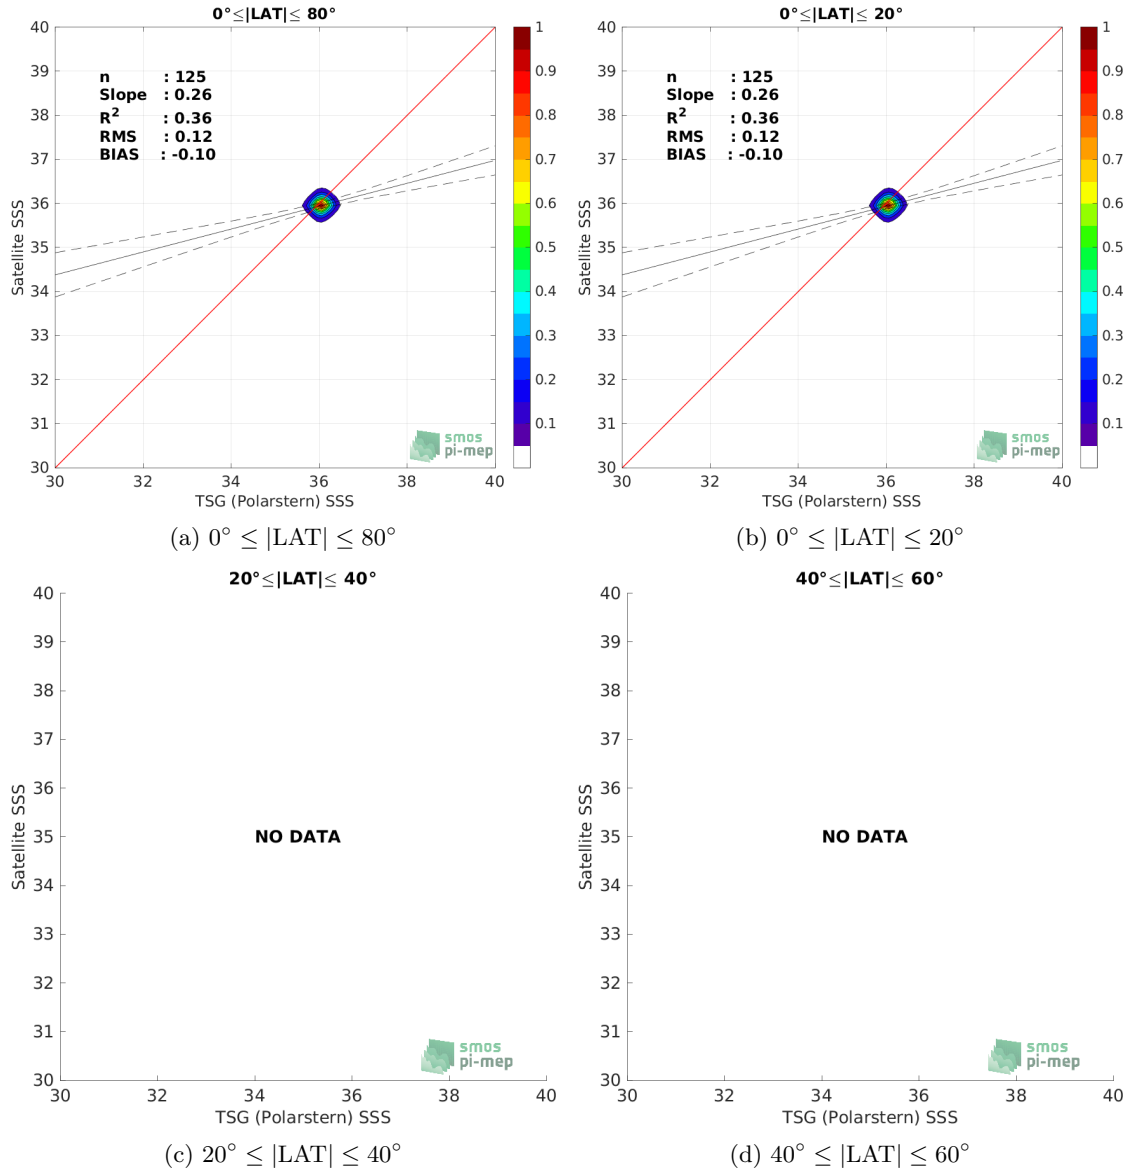 0°≤|LAT|≤ 80°
40
39
38
37
36
35
34
33
32
31
30
Satellite SSS
n : 125
Slope : 0.26
R² : 0.36
RMS : 0.12
BIAS : -0.10
smos
pi-mep
30 32 34 36 38 40
TSG (Polarstern) SSS
1
0.9
0.8
0.7
0.6
0.5
0.4
0.3
0.2
0.1
(a) 0° ≤ |LAT| ≤ 80°
0°≤|LAT|≤ 20°
40
39
38
37
36
35
34
33
32
31
30
Satellite SSS
n : 125
Slope : 0.26
R² : 0.36
RMS : 0.12
BIAS : -0.10
smos
pi-mep
30 32 34 36 38 40
TSG (Polarstern) SSS
1
0.9
0.8
0.7
0.6
0.5
0.4
0.3
0.2
0.1
(b) 0° ≤ |LAT| ≤ 20°
20°≤|LAT|≤ 40°
40
39
38
37
36
35
34
33
32
31
30
Satellite SSS
NO DATA
smos
pi-mep
30 32 34 36 38 40
TSG (Polarstern) SSS
(c) 20° ≤ |LAT| ≤ 40°
40°≤|LAT|≤ 60°
40
39
38
37
36
35
34
33
32
31
30
Satellite SSS
NO DATA
smos
pi-mep
30 32 34 36 38 40
TSG (Polarstern) SSS
(d) 40° ≤ |LAT| ≤ 60°